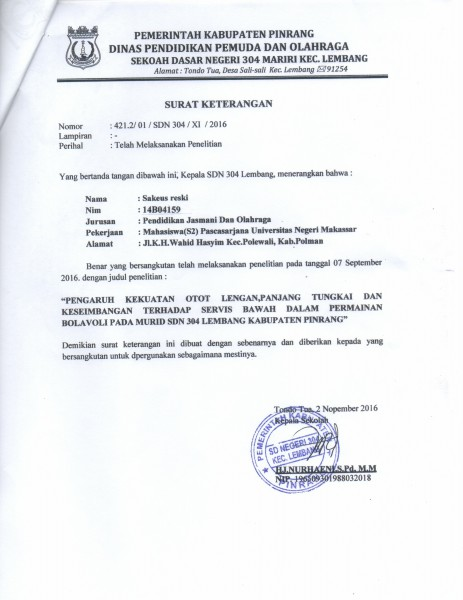 PEMERINTAH KABUPATEN PINRANG
DINAS PENDIDIKAN PEMUDA DAN OLAHRAGA
SEKOAH DASAR NEGERI 304 MARIRI KEC. LEMBANG
Alamat : Tondo Tua, Desa Sali-sali Kec. Lembang ✉91254
SURAT KETERANGAN
Nomor : 421.2/ 01 / SDN 304 / XI / 2016
Lampiran : -
Perihal : Telah Melaksanakan Penelitian
Yang bertanda tangan dibawah ini, Kepala SDN 304 Lembang, menerangkan bahwa :
Nama : Sakeus reski
Nim : 14B04159
Jurusan : Pendidikan Jasmani Dan Olahraga
Pekerjaan : Mahasiswa(S2) Pascasarjana Universitas Negeri Makassar
Alamat : Jl.K.H.Wahid Hasyim Kec.Polewali, Kab.Polman
Benar yang bersangkutan telah melaksanakan penelitian pada tanggal 07 September
2016. dengan judul penelitian :
“PENGARUH KEKUATAN OTOT LENGAN,PANJANG TUNGKAI DAN
KESEIMBANGAN TERHADAP SERVIS BAWAH DALAM PERMAINAN
BOLAVOLI PADA MURID SDN 304 LEMBANG KABUPATEN PINRANG”
Demikian surat keterangan ini dibuat dengan sebenarnya dan diberikan kepada yang
bersangkutan untuk dpergunakan sebagaimana mestinya.
Tondo Tua, 2 Nopember 2016
Kepala Sekolah
PEMERINTAH KABUPATEN
SD NEGERI 304
KEC. LEMBANG
PINRANG
HJ.NURHAENI,S.Pd, M.M
NIP.